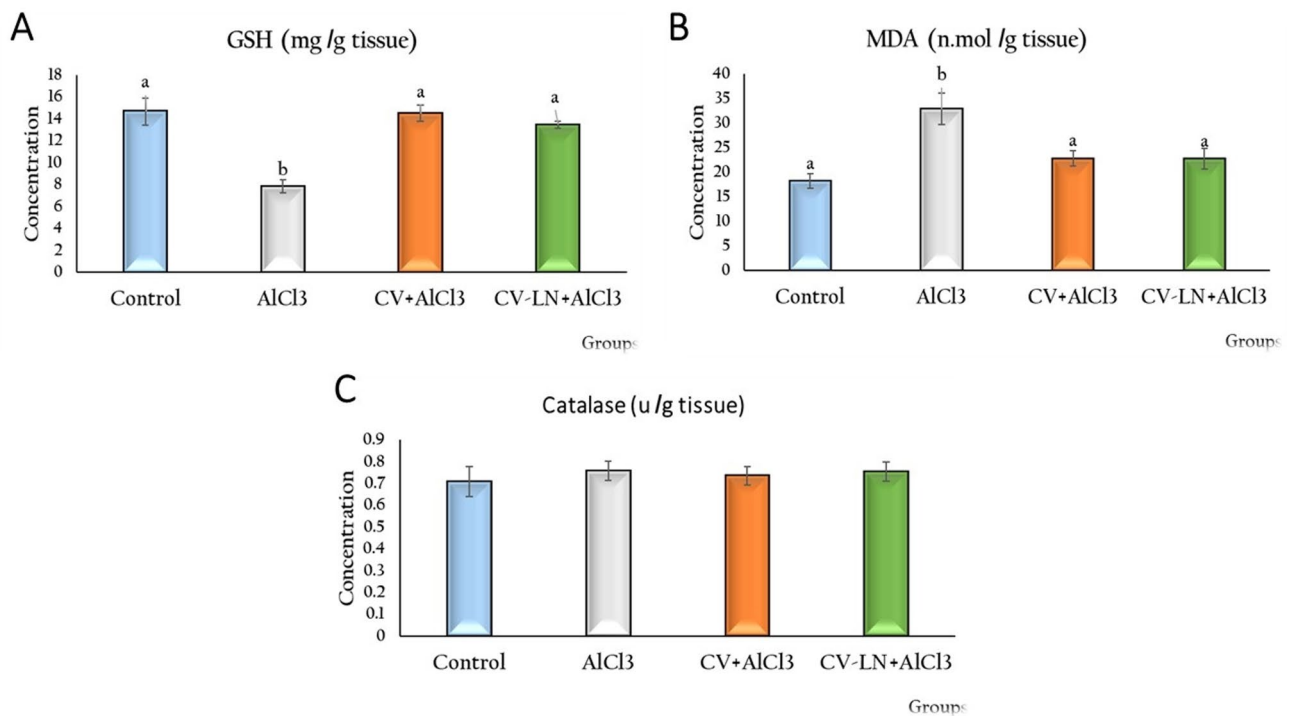 A
GSH (mg/g tissue)
Concentration
18
16
14
12
10
8
6
4
2
0
a
b
a
a
Control
AlCl3
CV+AlCl3
CV-LN+AlCl3
Groups
B
MDA (n.mol/g tissue)
Concentration
40
35
30
25
20
15
10
5
0
a
b
a
a
Control
AlCl3
CV+AlCl3
CV-LN+AlCl3
Groups
C
Catalase (u/g tissue)
Concentration
0.9
0.8
0.7
0.6
0.5
0.4
0.3
0.2
0.1
0
Control
AlCl3
CV+AlCl3
CV-LN+AlCl3
Groups